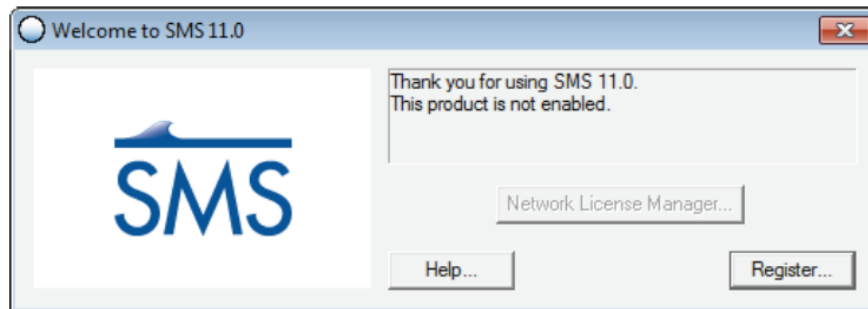 Welcome to SMS 11.0
Thank you for using SMS 11.0.
This product is not enabled.
SMS
Network License Manager...
Help...
Register...